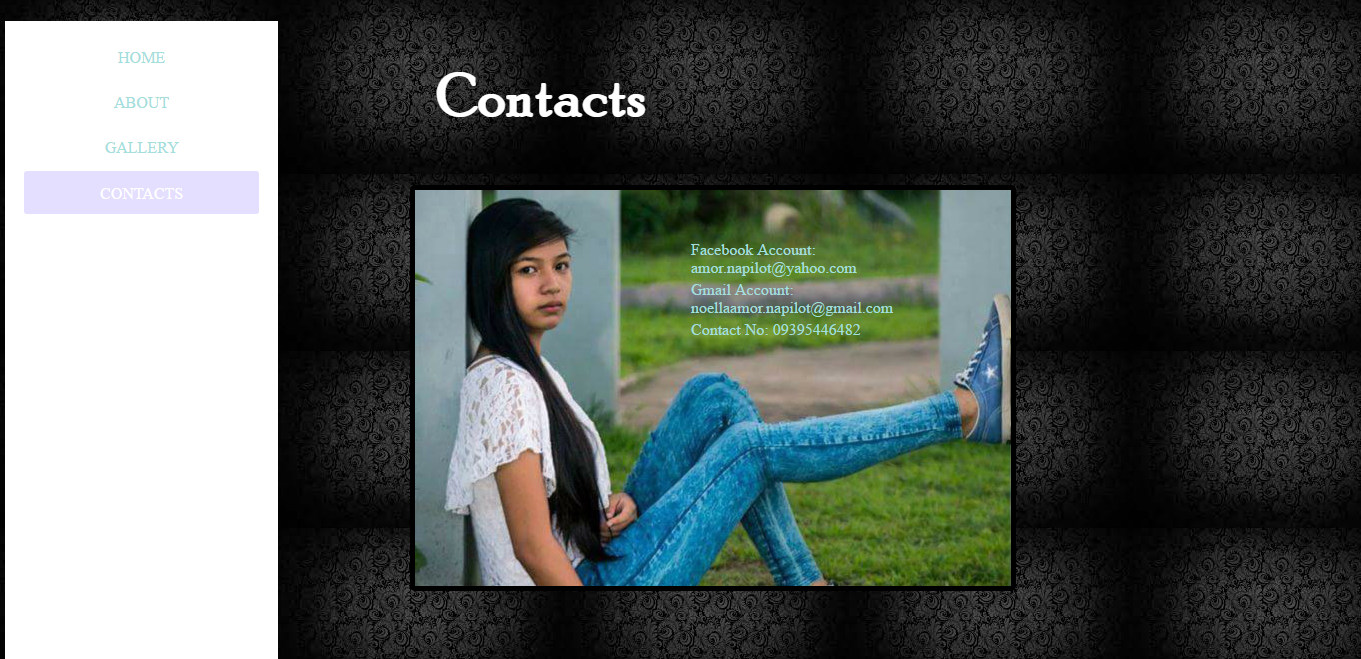 HOME
ABOUT
GALLERY
CONTACTS
Contacts
Facebook Account:
amor.napilot@yahoo.com
Gmail Account:
noellaamor.napilot@gmail.com
Contact No: 09395446482